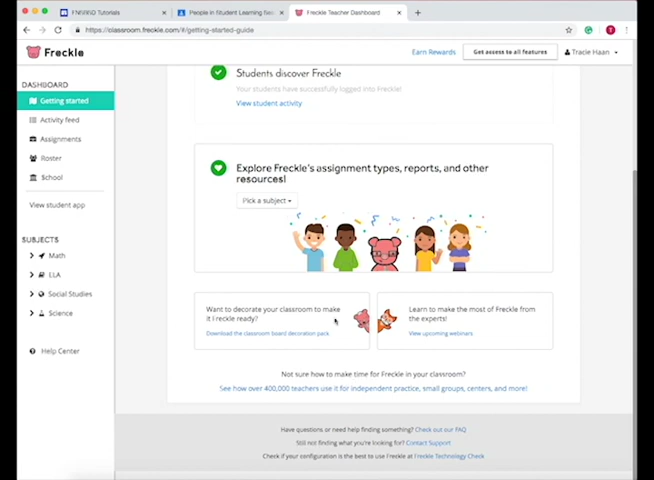 Tutorials
People in
Freckle Teacher Dashboard
https://classroom.freckle.com/#/getting-started-guide
Freckle
Earn Rewards
Get access to all features
Tracie Haan
DASHBOARD
Getting started
Activity feed
Assignments
Roster
School
View student app
SUBJECTS
Math
LLA
Social Studies
Science
Help Center
Students discover Freckle
Your students have successfully logged into Freckle!
View student activity
Explore Freckle's assignment types, reports, and other
resources!
Pick a subject
Want to decorate your classroom to make
it Freckle ready?
Download the classroom board decoration pack
Learn to make the most of Freckle from
the experts!
View upcoming webinars
Not sure how to make time for Freckle in your classroom?
See how over 400,000 teachers use it for independent practice, small groups, centers, and more!
Have questions or need help finding something? Check out our FAQ
Still not finding what you're looking for? Contact Support
Check if your configuration is the best to use Freckle at Freckle Technology Check